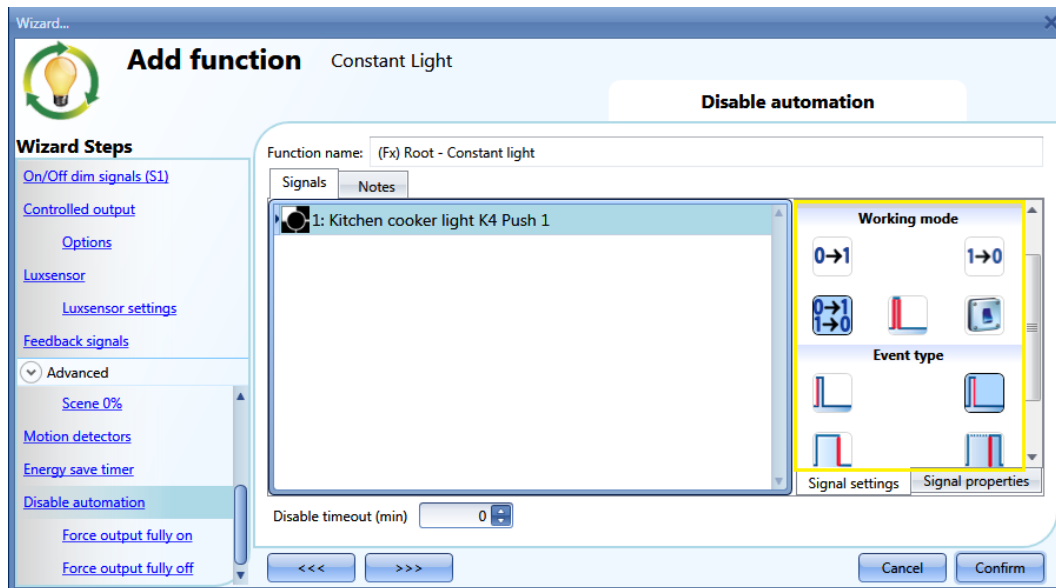 Wizard...
Add function Constant Light
Disable automation
Wizard Steps
On/Off dim signals (S1)
Controlled output
Options
Luxsensor
Luxsensor settings
Feedback signals
Advanced
Scene 0%
Motion detectors
Energy save timer
Disable automation
Force output fully on
Force output fully off
Function name: (Fx) Root - Constant light
Signals Notes
1: Kitchen cooker light K4 Push 1
Working mode
0→1 1→0
0→1
1→0
Event type
Signal settings Signal properties
Disable timeout (min) 0
<<< >>> Cancel Confirm